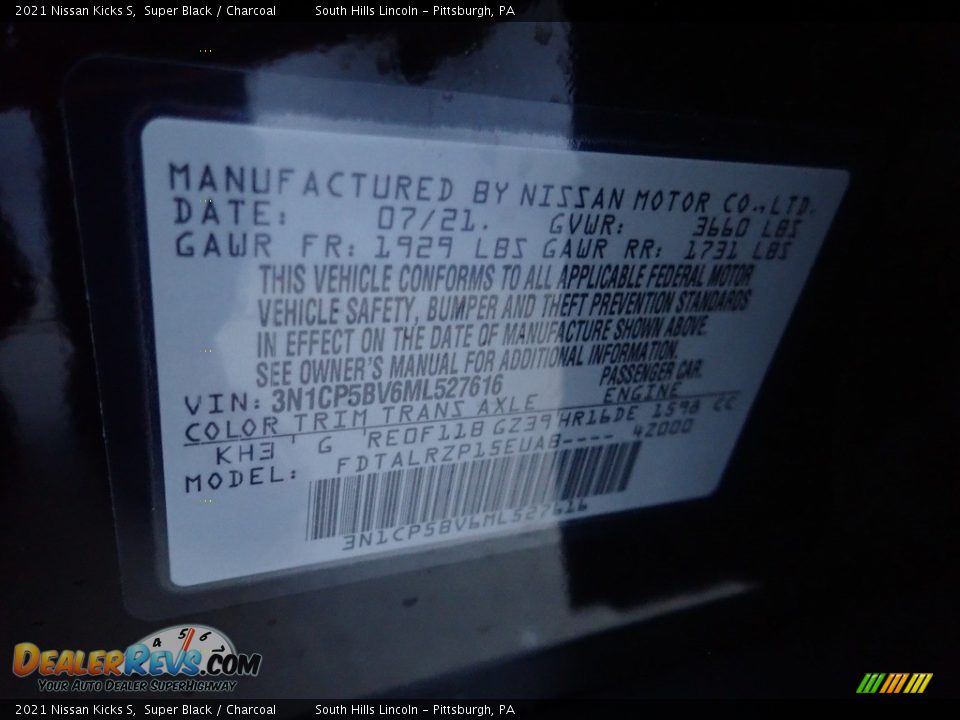 2021 Nissan Kicks S, Super Black / Charcoal South Hills Lincoln - Pittsburgh, PA
MANUFACTURED BY NISSAN MOTOR CO., LTD.
DATE: 07/21. GVWR: 3660 LBS
GAWR FR: 1929 LBS GAWR RR: 1731 LBS
THIS VEHICLE CONFORMS TO ALL APPLICABLE FEDERAL MOTOR
VEHICLE SAFETY, BUMPER AND THEFT PREVENTION STANDARDS
IN EFFECT ON THE DATE OF MANUFACTURE SHOWN ABOVE.
SEE OWNER'S MANUAL FOR ADDITIONAL INFORMATION.
VIN: 3N1CP5BV6ML527616 PASSENGER CAR.
COLOR TRIM TRANS AXLE ENGINE
KH3 G RE0F11B GZ39 HR16DE 1598 CC
MODEL: FDTALRZP15EUAB---- 42000
3N1CP5BV6ML527616
4 5 6
DEALERREVS.COM
YOUR AUTO DEALER SUPERHIGHWAY
2021 Nissan Kicks S, Super Black / Charcoal South Hills Lincoln - Pittsburgh, PA